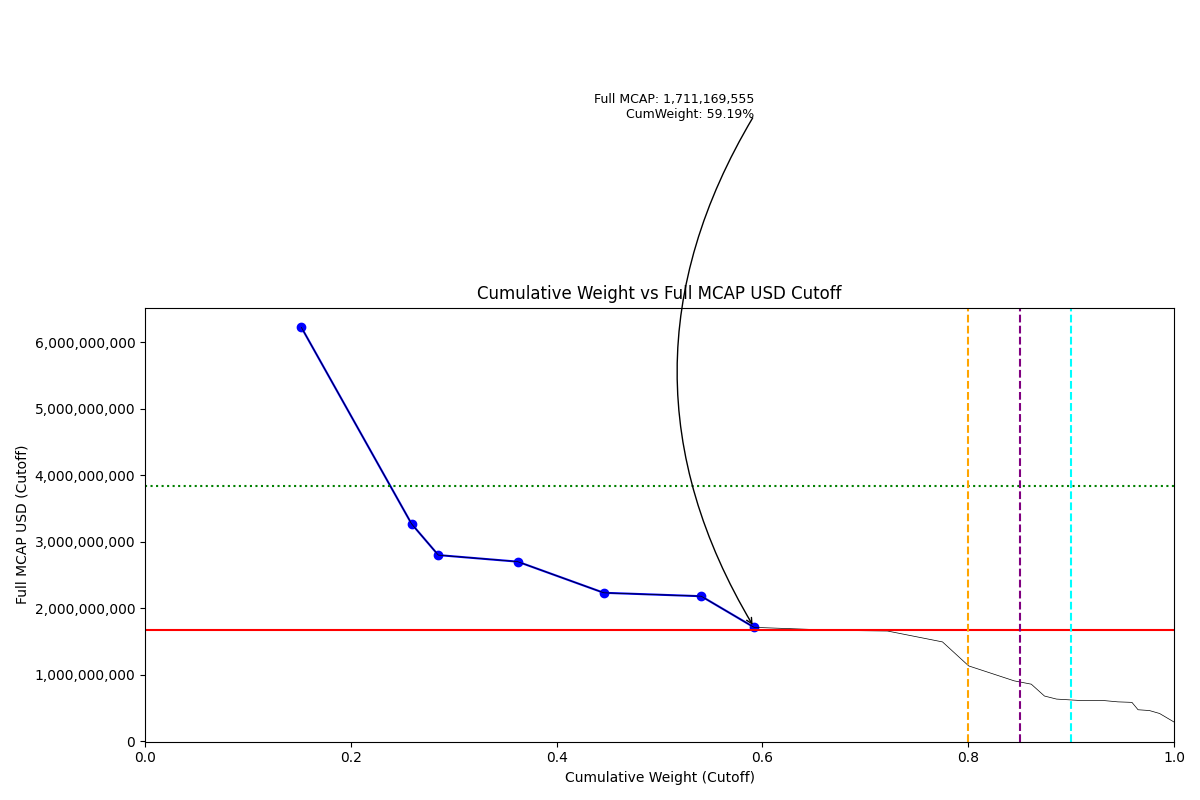 Full MCAP: 1,711,169,555
CumWeight: 59.19%
Cumulative Weight vs Full MCAP USD Cutoff
Full MCAP USD (Cutoff)
6,000,000,000
5,000,000,000
4,000,000,000
3,000,000,000
2,000,000,000
1,000,000,000
0
0.0 0.2 0.4 0.6 0.8 1.0
Cumulative Weight (Cutoff)